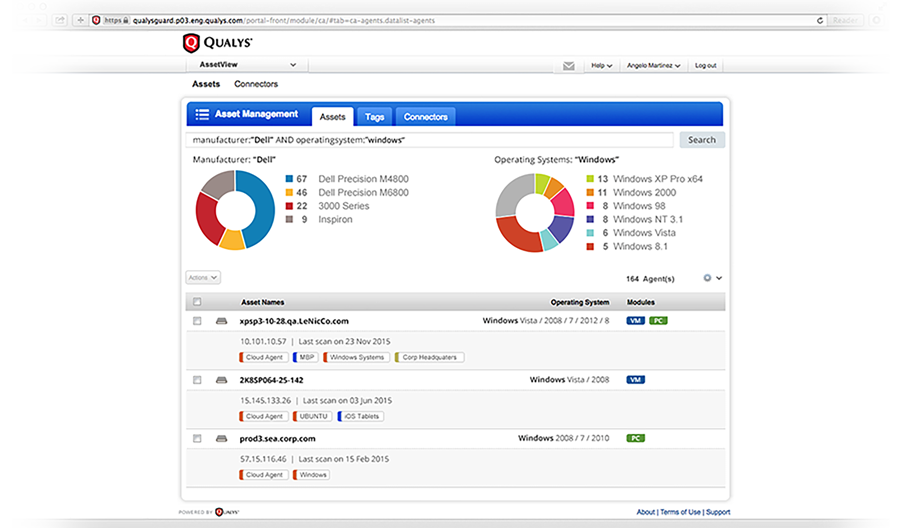 https qualysguard.p03.eng.qualys.com/portal-front/module/ca/#tab=ca-agents.datalist-agents Reader
QUALYS®
AssetView Help Angelo Martinez Log out
Assets Connectors
Asset Management Assets Tags Connectors
manufacturer:"Dell" AND operatingsystem:"windows" Search
Manufacturer: "Dell" Operating Systems: "Windows"
67 Dell Precision M4800 13 Windows XP Pro x64
46 Dell Precision M6800 11 Windows 2000
22 3000 Series 8 Windows 98
9 Inspiron 8 Windows NT 3.1
6 Windows Vista
5 Windows 8.1
Actions 164 Agent(s)
Asset Names Operating System Modules
xpsp3-10-28.qa.LeNicCo.com Windows Vista / 2008 / 7 / 2012 / 8 VM PC
10.101.10.57 | Last scan on 23 Nov 2015
Cloud Agent MBP Windows Systems Corp Headquaters
2K8SP064-25-142 Windows Vista / 2008 VM
15.145.133.26 | Last scan on 03 Jun 2015
Cloud Agent UBUNTU iOS Tablets
prod3.sea.corp.com Windows 2008 / 7 / 2010 PC
57.15.116.46 | Last scan on 15 Feb 2015
Cloud Agent Windows
POWERED BY QUALYS® About | Terms of Use | Support